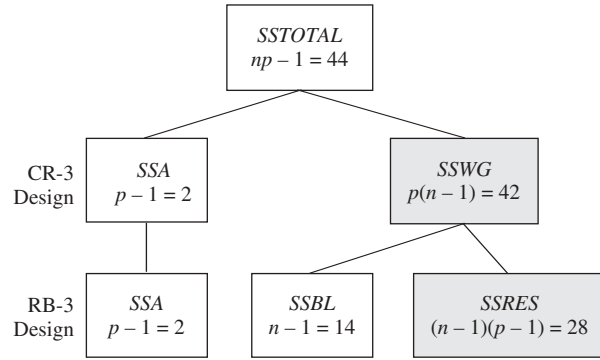 SSTOTAL
np – 1 = 44
CR-3
Design
SSA
p – 1 = 2
SSWG
p(n – 1) = 42
RB-3
Design
SSA
p – 1 = 2
SSBL
n – 1 = 14
SSRES
(n – 1)(p – 1) = 28